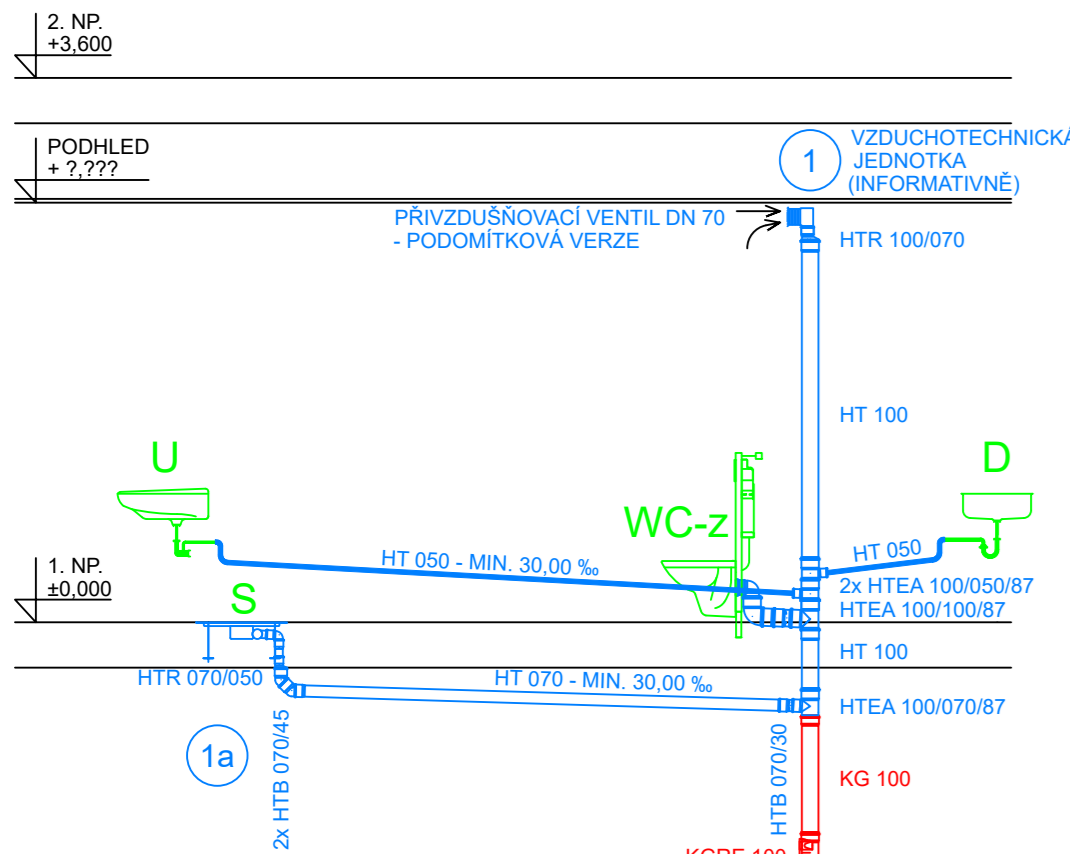 2. NP.
+3,600
PODHLED
+ ?,???
1
VZDUCHOTECHNICKÁ
JEDNOTKA
(INFORMATIVNĚ)
PŘIVZDUŠŇOVACÍ VENTIL DN 70
- PODOMÍTKOVÁ VERZE
HTR 100/070
HT 100
U
D
WC-z
HT 050 - MIN. 30,00 ‰
HT 050
1. NP.
±0,000
S
2x HTEA 100/050/87
HTEA 100/100/87
HT 100
HTR 070/050
HT 070 - MIN. 30,00 ‰
HTEA 100/070/87
1a
2x HTB 070/45
HTB 070/30
KG 100